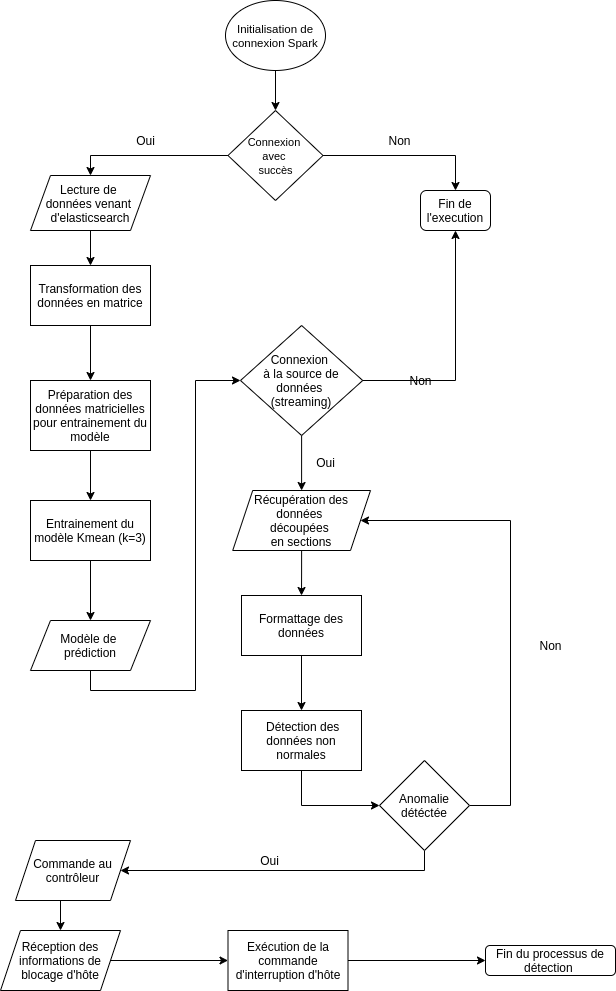 Initialisation de
connexion Spark
Connexion
avec
succès
Oui
Non
Lecture de
données venant
d'elasticsearch
Fin de
l'execution
Transformation des
données en matrice
Préparation des
données matricielles
pour entrainement du
modèle
Entrainement du
modèle Kmean (k=3)
Modèle de
prédiction
Connexion
à la source de
données
(streaming)
Non
Oui
Récupération des
données
découpées
en sections
Formattage des
données
Détection des
données non
normales
Anomalie
détéctée
Non
Oui
Commande au
contrôleur
Réception des
informations de
blocage d'hôte
Exécution de la
commande
d'interruption d'hôte
Fin du processus de
détection